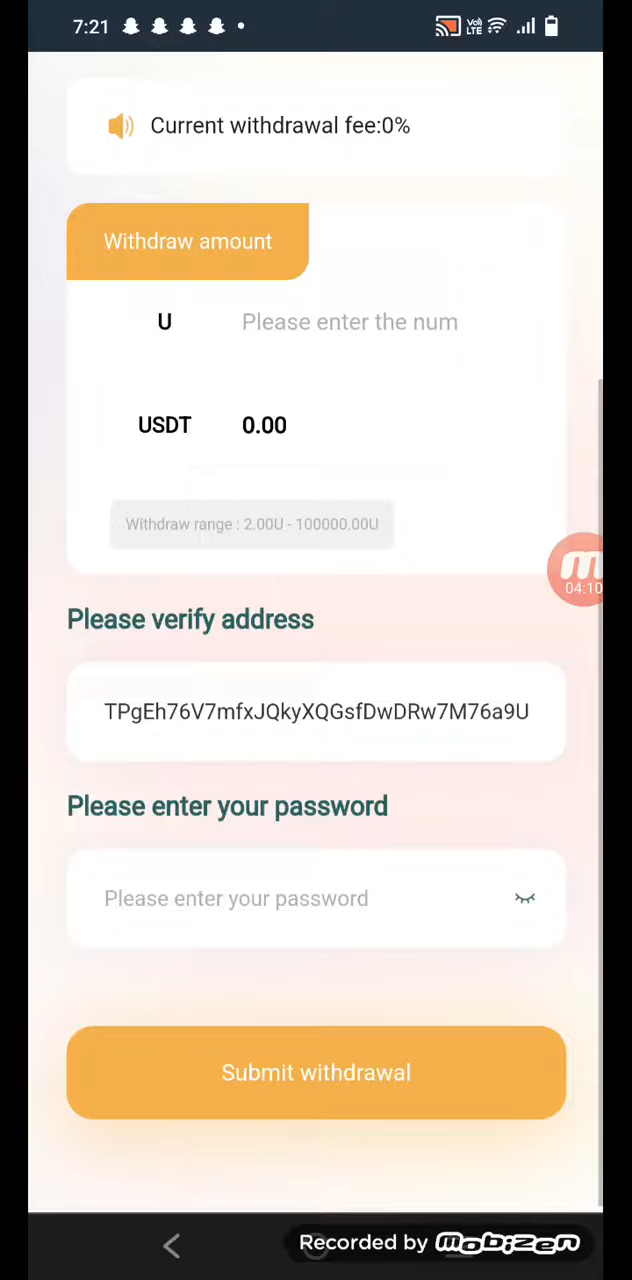 7:21
Vo) LTE
Current withdrawal fee:0%
Withdraw amount
U Please enter the num
USDT 0.00
Withdraw range : 2.00U - 100000.00U
04:10
Please verify address
TPgEh76V7mfxJQkyXQGsfDwDRw7M76a9U
Please enter your password
Please enter your password
Submit withdrawal
Recorded by mobizen